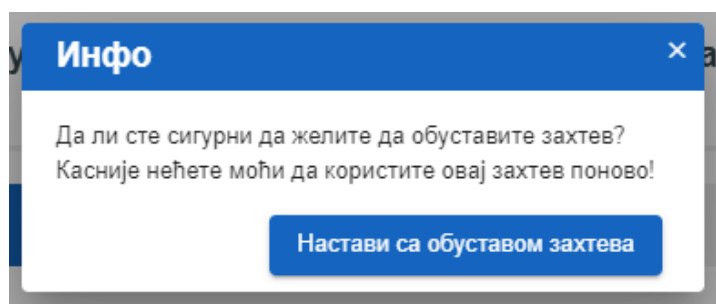 Инфо
Да ли сте сигурни да желите да обуставите захтев?
Касније нећете моћи да користите овај захтев поново!
Настави са обуставом захтева